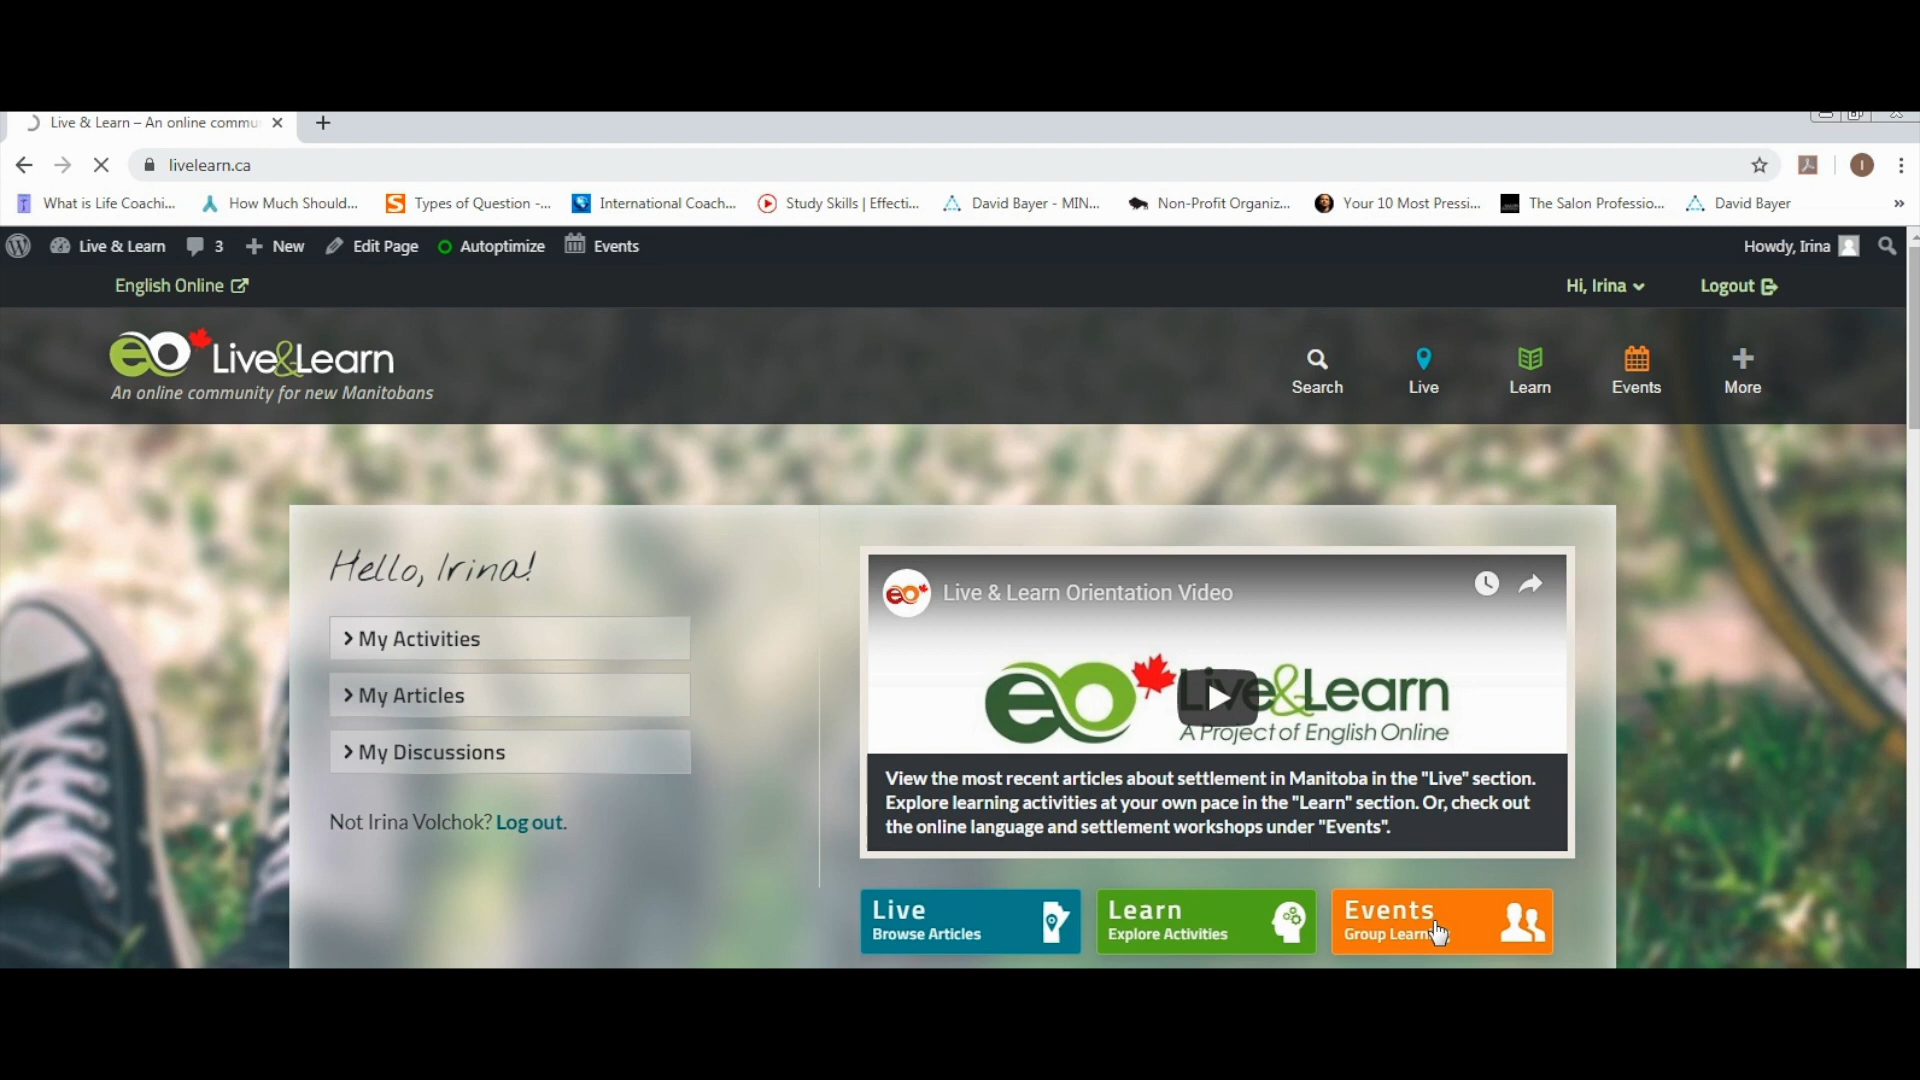 Live & Learn – An online commu
livelearn.ca
What is Life Coachi... How Much Should... Types of Question -... International Coach... Study Skills | Effecti... David Bayer - MIN... Non-Profit Organiz... Your 10 Most Pressi... The Salon Professio... David Bayer »
Live & Learn 3 New Edit Page Autoptimize Events Howdy, Irina
English Online Hi, Irina Logout
eo Live&Learn
An online community for new Manitobans
Search Live Learn Events More
Hello, Irina!
My Activities
My Articles
My Discussions
Not Irina Volchok? Log out.
eo Live & Learn Orientation Video
eo Live&Learn
A Project of English Online
View the most recent articles about settlement in Manitoba in the "Live" section.
Explore learning activities at your own pace in the "Learn" section. Or, check out
the online language and settlement workshops under "Events".
Live
Browse Articles
Learn
Explore Activities
Events
Group Learn